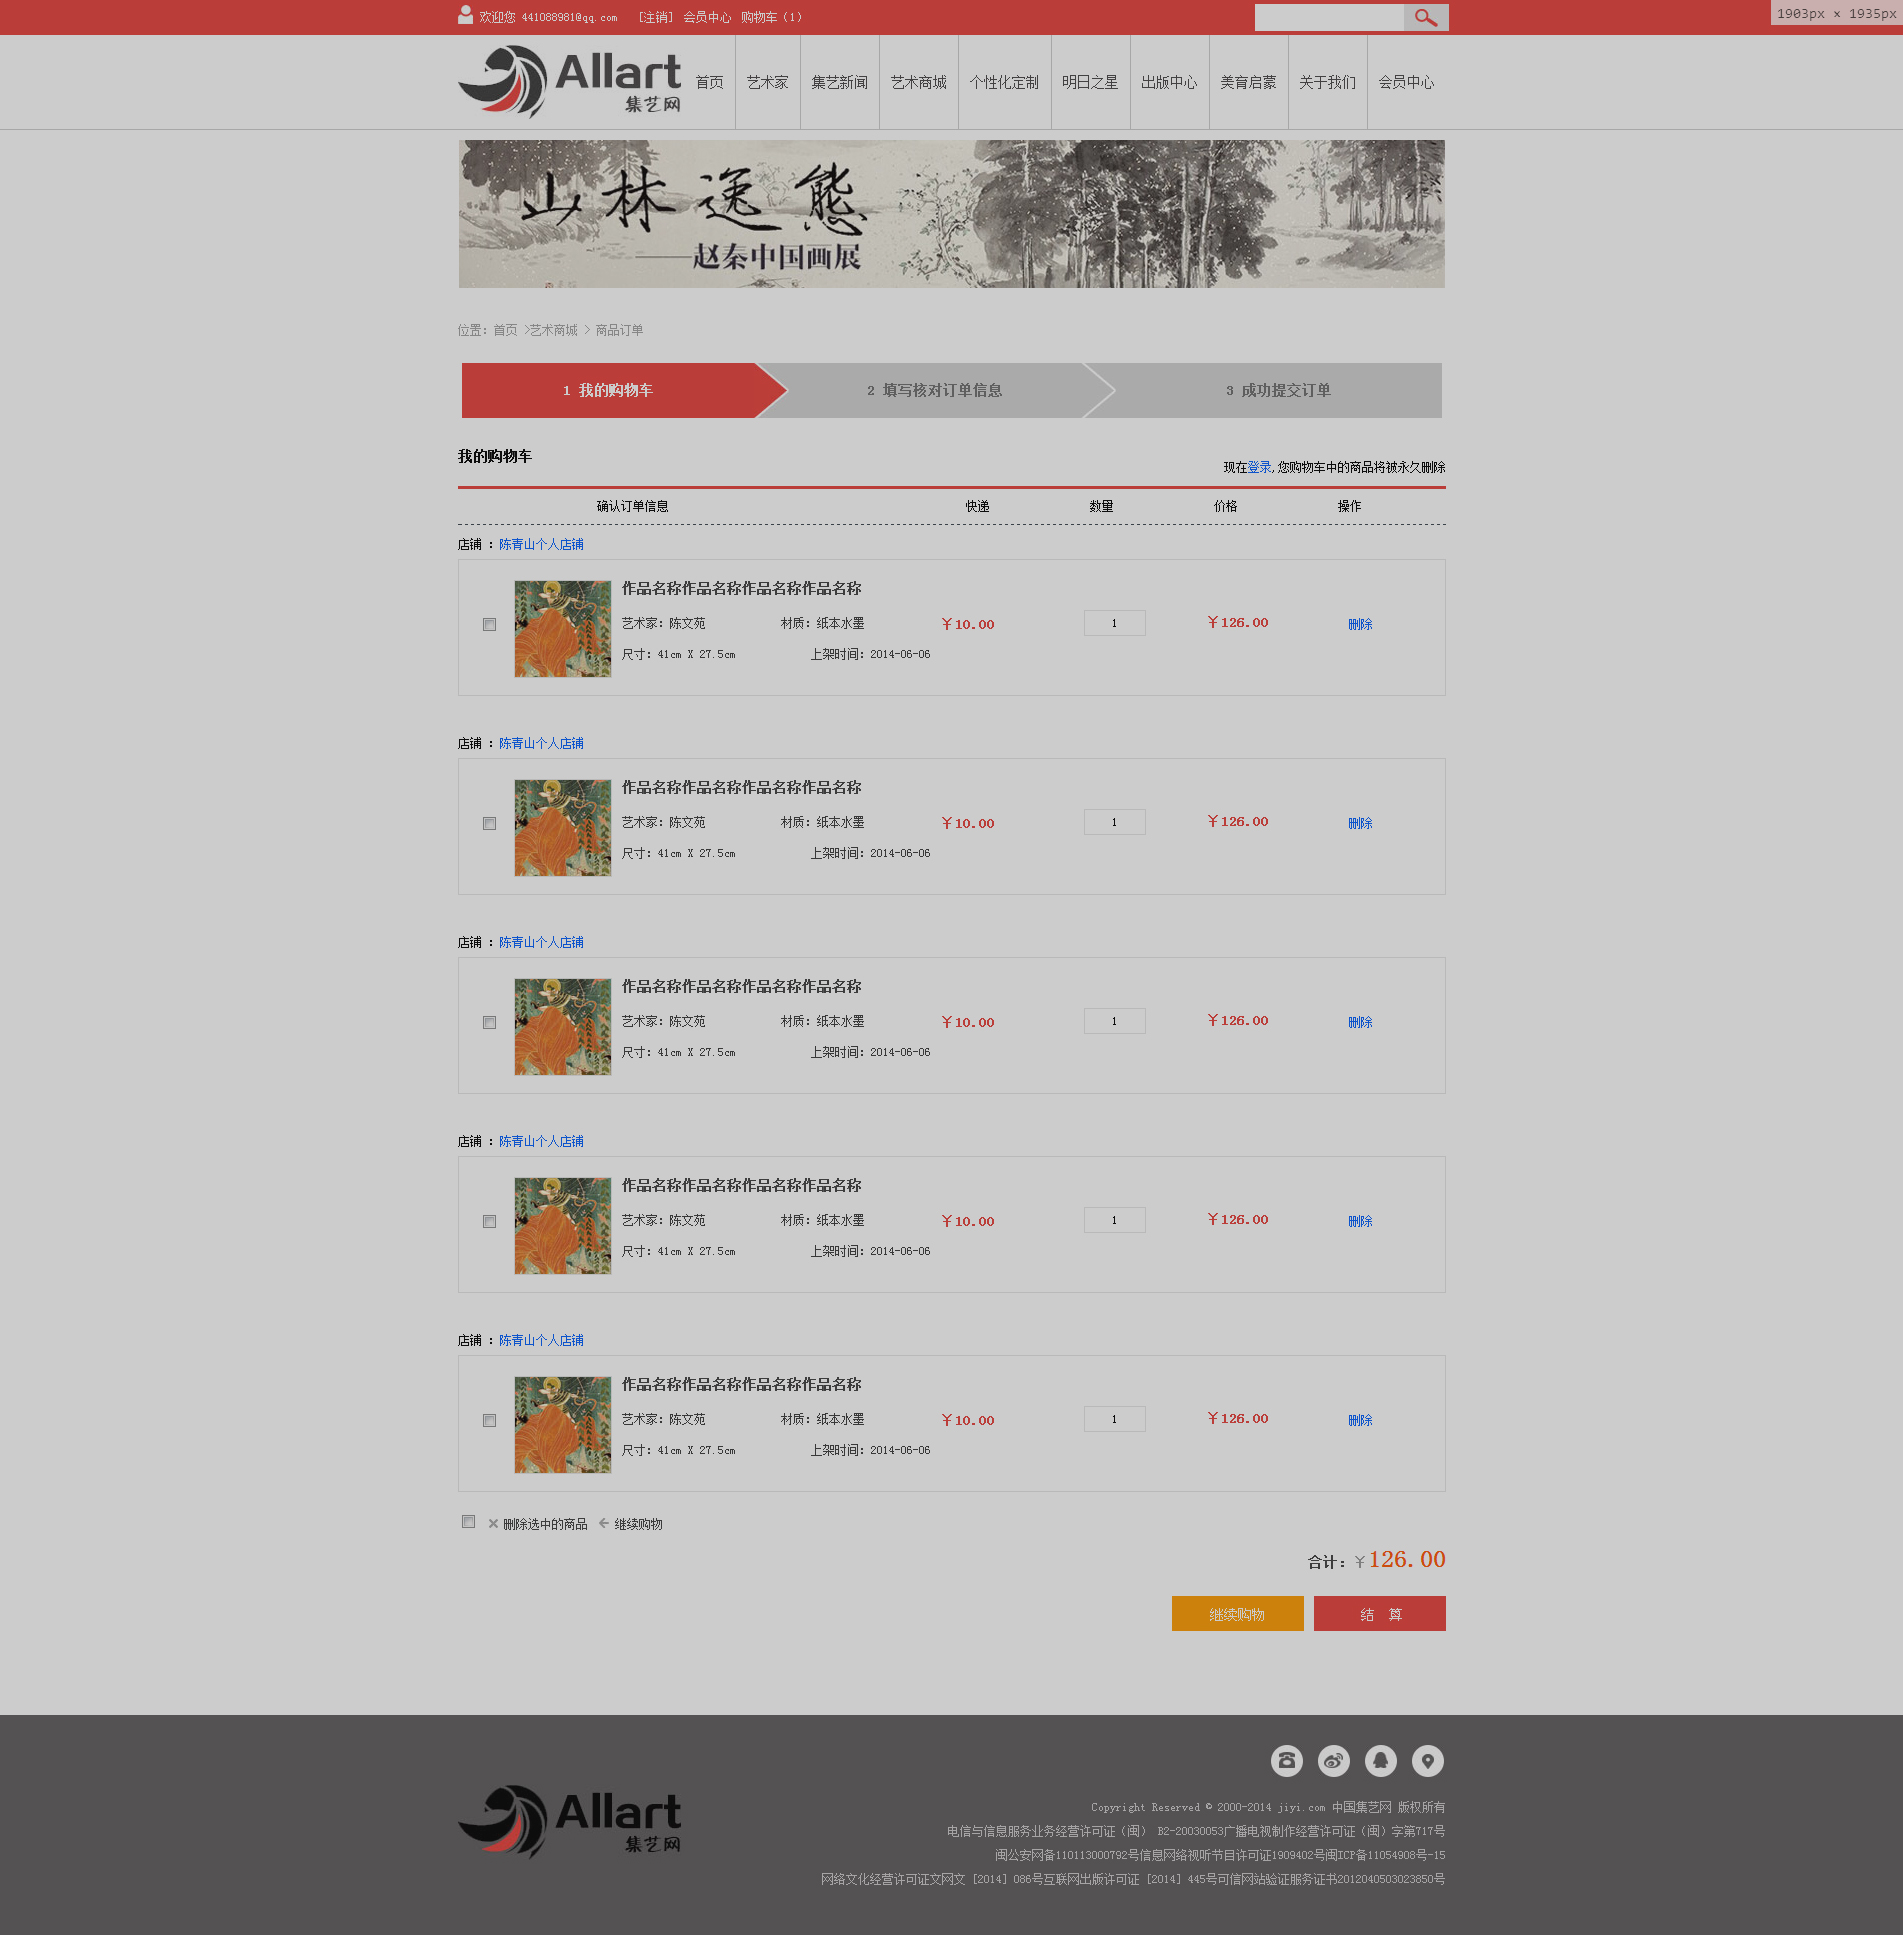 欢迎您 441088981@qq.com [注销] 会员中心 购物车（1）
1903px × 1935px
Allart
集艺网
首页 艺术家 集艺新闻 艺术商城 个性化定制 明日之星 出版中心 美育启蒙 关于我们 会员中心
山林逸态
——赵秦中国画展
位置: 首页 >艺术商城 > 商品订单
1 我的购物车 2 填写核对订单信息 3 成功提交订单
我的购物车
现在登录,您购物车中的商品将被永久删除
确认订单信息 快递 数量 价格 操作
店铺 : 陈青山个人店铺
作品名称作品名称作品名称作品名称
艺术家: 陈文苑 材质: 纸本水墨 ￥10.00 1 ￥126.00 删除
尺寸: 41cm X 27.5cm 上架时间: 2014-06-06
店铺 : 陈青山个人店铺
作品名称作品名称作品名称作品名称
艺术家: 陈文苑 材质: 纸本水墨 ￥10.00 1 ￥126.00 删除
尺寸: 41cm X 27.5cm 上架时间: 2014-06-06
店铺 : 陈青山个人店铺
作品名称作品名称作品名称作品名称
艺术家: 陈文苑 材质: 纸本水墨 ￥10.00 1 ￥126.00 删除
尺寸: 41cm X 27.5cm 上架时间: 2014-06-06
店铺 : 陈青山个人店铺
作品名称作品名称作品名称作品名称
艺术家: 陈文苑 材质: 纸本水墨 ￥10.00 1 ￥126.00 删除
尺寸: 41cm X 27.5cm 上架时间: 2014-06-06
店铺 : 陈青山个人店铺
作品名称作品名称作品名称作品名称
艺术家: 陈文苑 材质: 纸本水墨 ￥10.00 1 ￥126.00 删除
尺寸: 41cm X 27.5cm 上架时间: 2014-06-06
删除选中的商品 继续购物
合计: ￥126.00
继续购物 结 算
Copyright Reserved © 2000-2014 jiyi.com 中国集艺网 版权所有
电信与信息服务业务经营许可证（闽） B2-20030053广播电视制作经营许可证（闽）字第717号
Allart
集艺网
闽公安网备110113000792号信息网络视听节目许可证1909402号闽ICP备11054908号-15
网络文化经营许可证文网文［2014］086号互联网出版许可证［2014］445号可信网站验证服务证书2012040503023850号